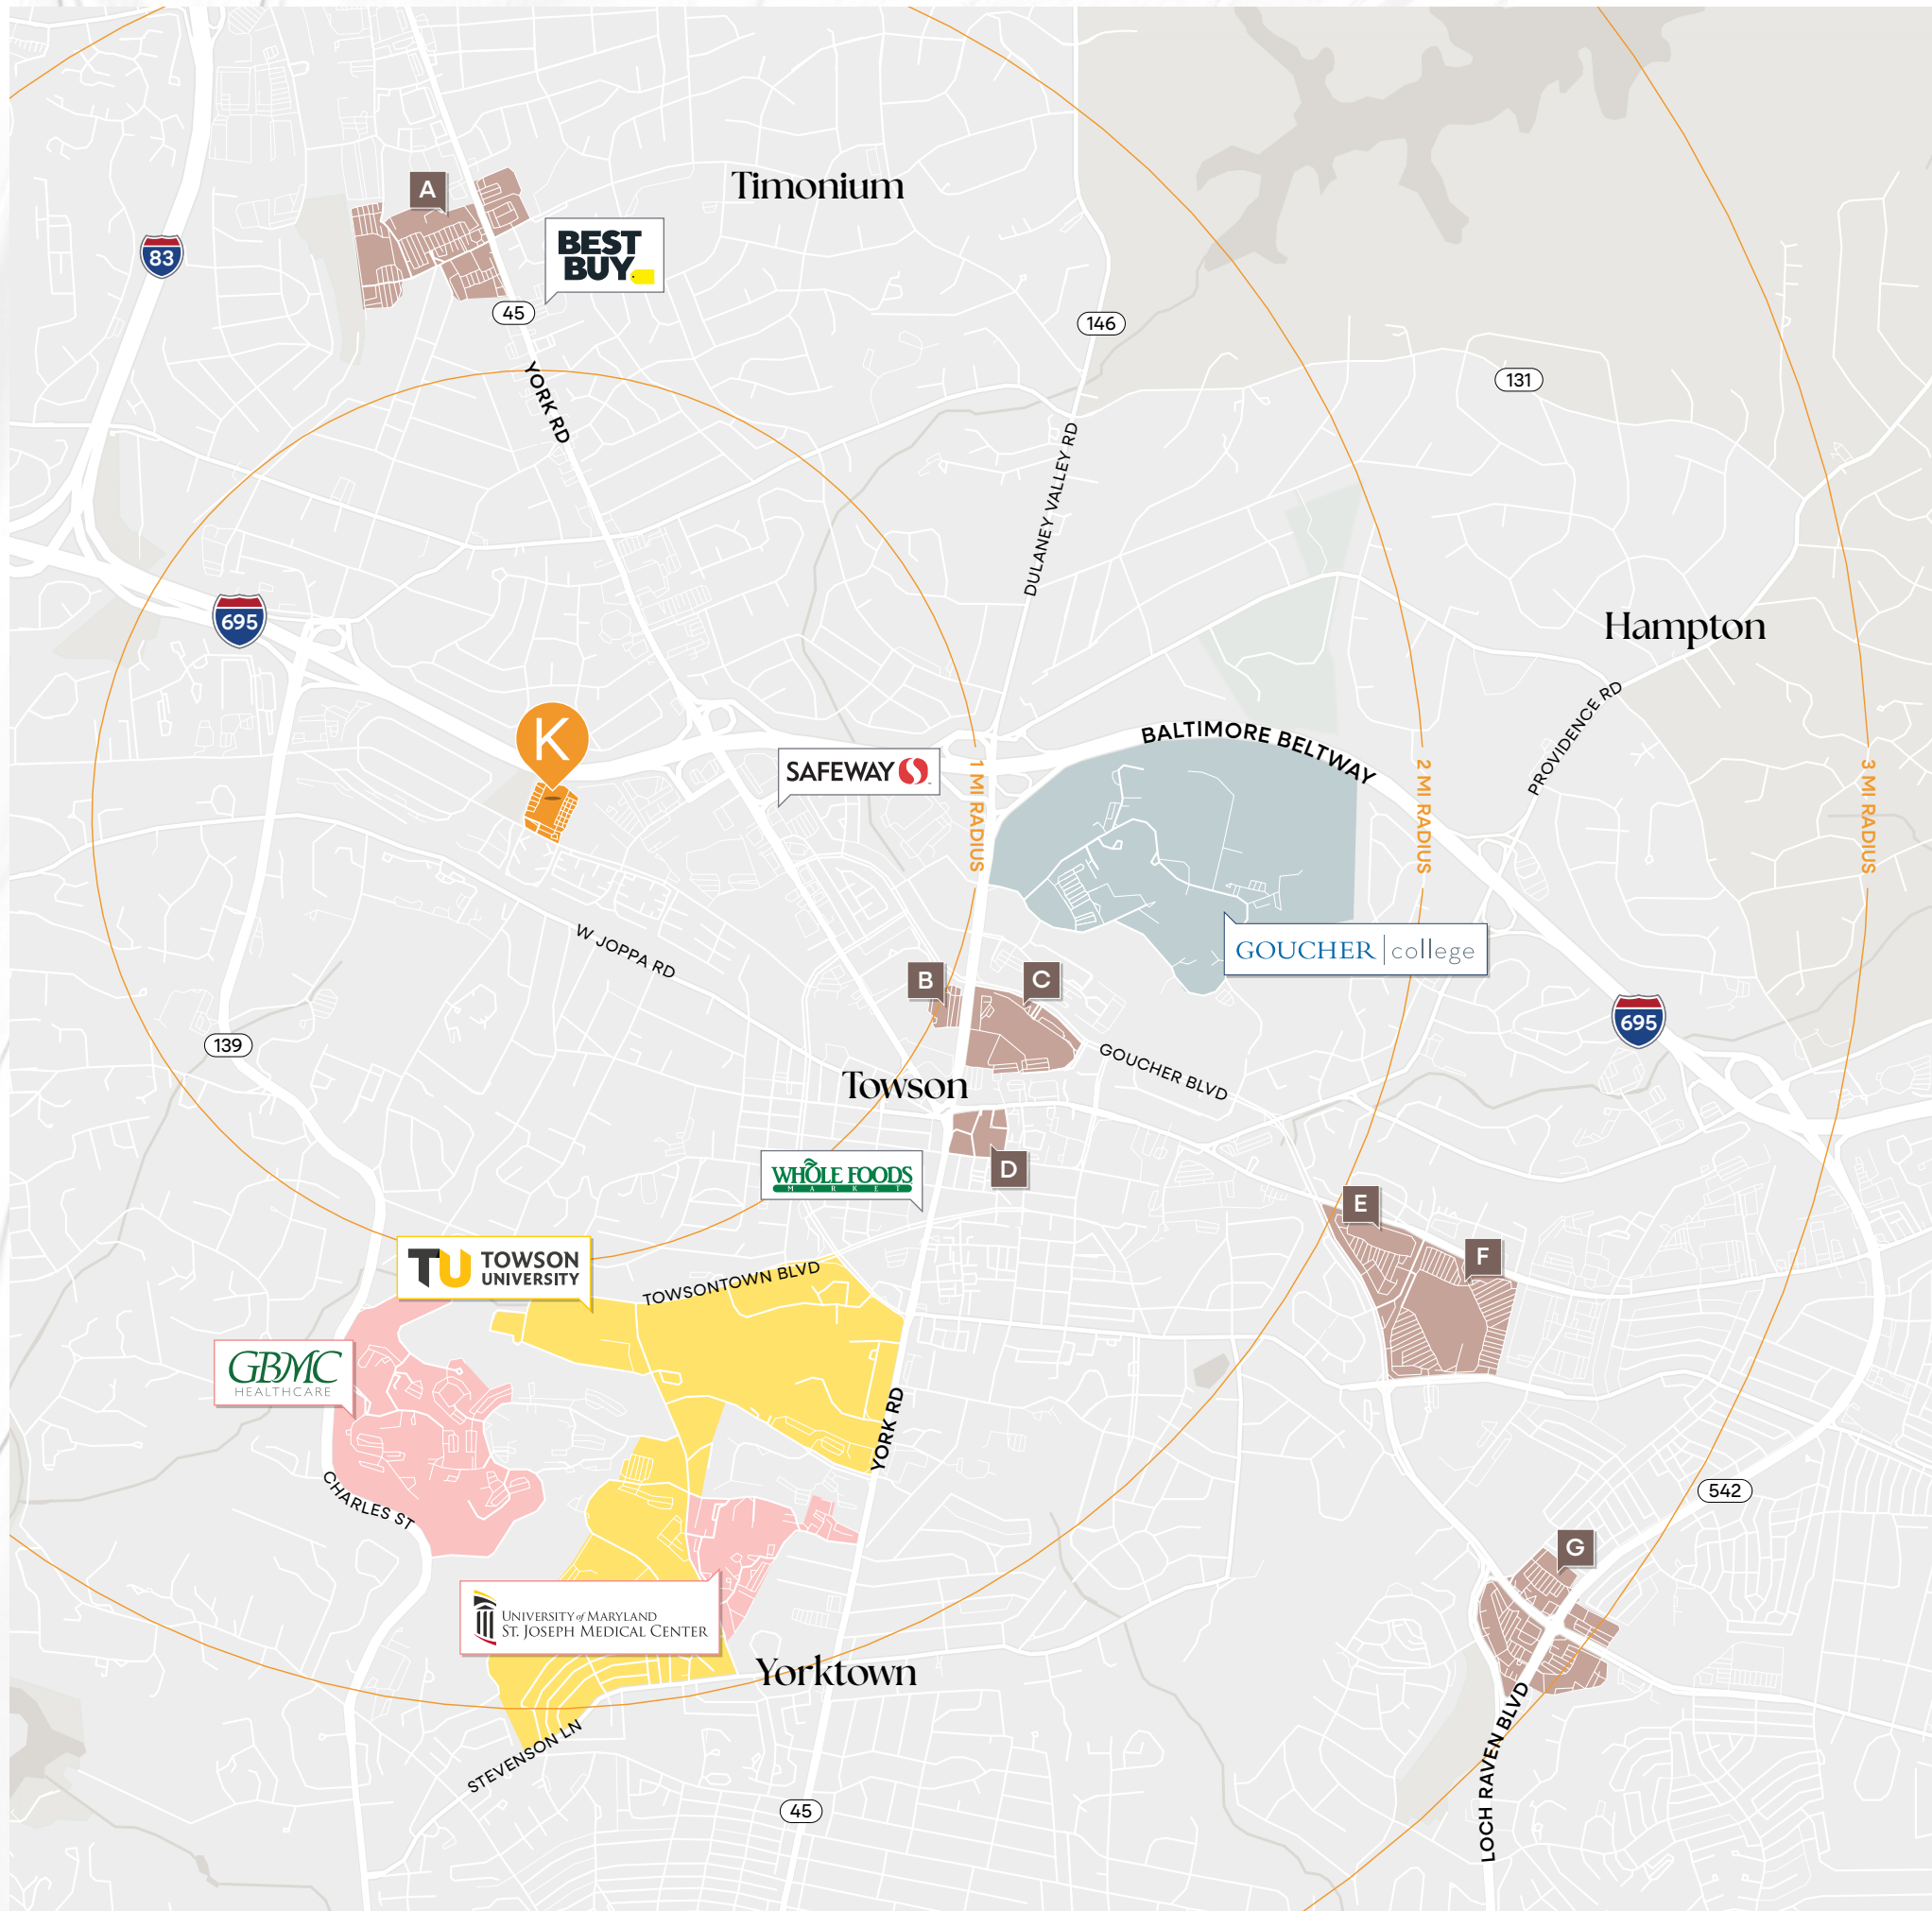 A
Timonium
BEST
BUY
83
45
146
YORK RD
131
DULANEY VALLEY RD
695
Hampton
PROVIDENCE RD
K
BALTIMORE BELTWAY
SAFEWAY
1 MI RADIUS
2 MI RADIUS
3 MI RADIUS
W JOPPA RD
GOUCHER | college
B
C
695
139
GOUCHER BLVD
Towson
D
WHOLE FOODS
MARKET
E
F
TU TOWSON
UNIVERSITY
TOWSONTOWN BLVD
GBMC
HEALTHCARE
YORK RD
CHARLES ST
542
G
UNIVERSITY of MARYLAND
ST. JOSEPH MEDICAL CENTER
Yorktown
STEVENSON LN
LOCH RAVEN BLVD
45